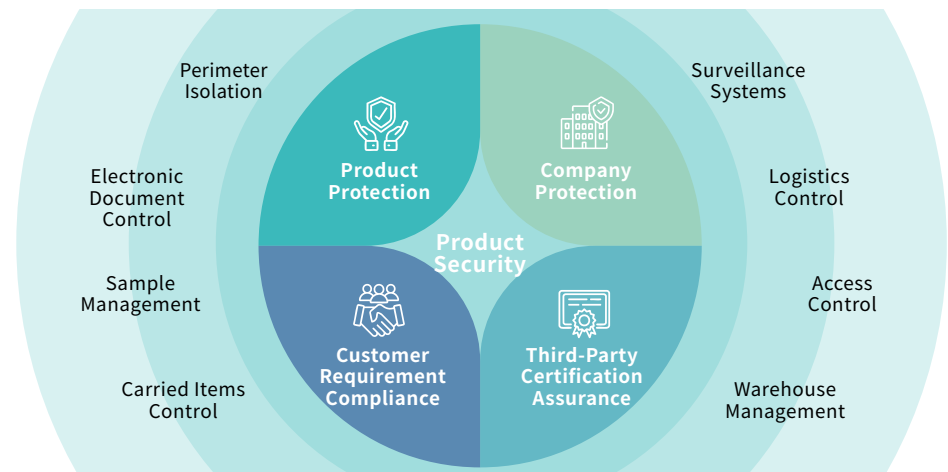 Perimeter
Isolation
Surveillance
Systems
Product
Protection
Company
Protection
Electronic
Document
Control
Logistics
Control
Product
Security
Sample
Management
Access
Control
Customer
Requirement
Compliance
Third-Party
Certification
Assurance
Carried Items
Control
Warehouse
Management